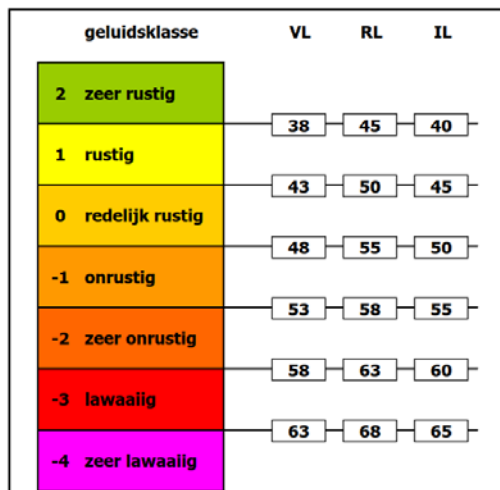 geluidsklasse VL RL IL
2 zeer rustig
38 45 40
1 rustig
43 50 45
0 redelijk rustig
48 55 50
-1 onrustig
53 58 55
-2 zeer onrustig
58 63 60
-3 lawaaiig
63 68 65
-4 zeer lawaaiig